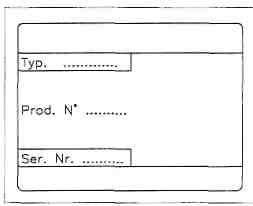 Typ. .............
Prod. N° ..........
Ser. Nr. ..........